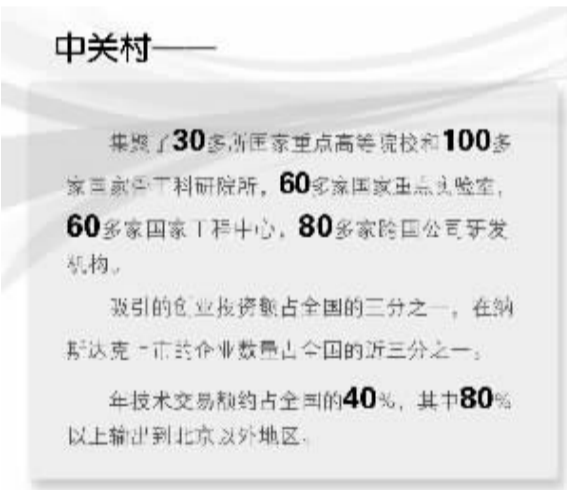 中关村——
集聚了30多所国家重点高等院校和100多
家国家骨干科研院所，60多家国家重点实验室，
60多家国家工程中心，80多家跨国公司研发
机构。
吸引的创业投资额占全国的三分之一，在纳
斯达克上市的企业数量占全国的近三分之一。
年技术交易额约占全国的40%，其中80%
以上输出到北京以外地区。